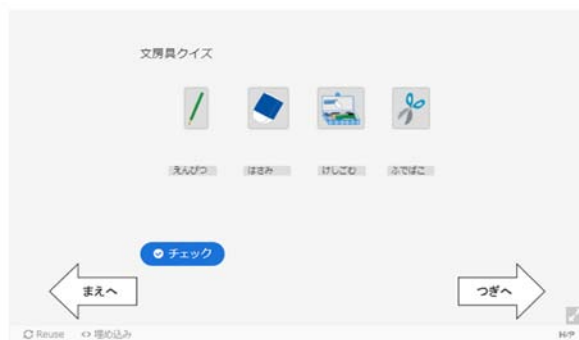 文房具クイズ
えんぴつ はさみ けしごむ ふでばこ
チェック
まえへ
つぎへ
Reuse 埋め込み
H-P